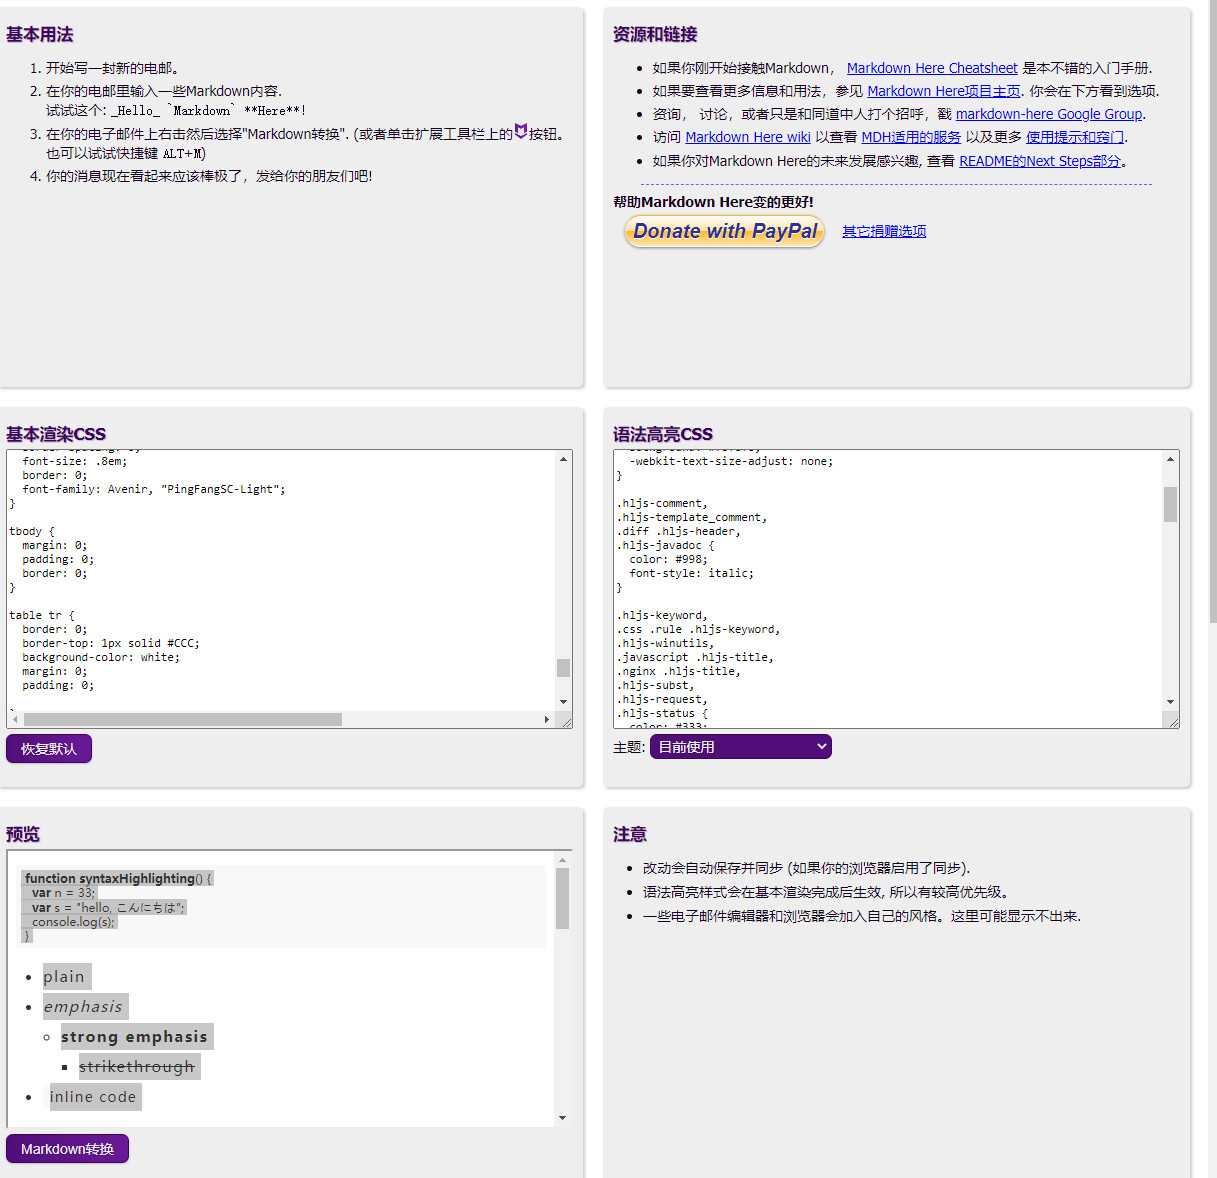 基本用法
1. 开始写一封新的电邮。
2. 在你的电邮里输入一些Markdown内容.
试试这个: _Hello_ `Markdown` **Here**!
3. 在你的电子邮件上右击然后选择"Markdown转换". (或者单击扩展工具栏上的按钮。
也可以试试快捷键 ALT+M)
4. 你的消息现在看起来应该棒极了，发给你的朋友们吧!
资源和链接
• 如果你刚开始接触Markdown， Markdown Here Cheatsheet 是本不错的入门手册.
• 如果要查看更多信息和用法，参见 Markdown Here项目主页. 你会在下方看到选项.
• 咨询， 讨论，或者只是和同道中人打个招呼，戳 markdown-here Google Group.
• 访问 Markdown Here wiki 以查看 MDH适用的服务 以及更多 使用提示和窍门.
• 如果你对Markdown Here的未来发展感兴趣, 查看 README的Next Steps部分。
帮助Markdown Here变的更好!
Donate with PayPal 其它捐赠选项
基本渲染CSS
font-size: .8em;
border: 0;
font-family: Avenir, "PingFangSC-Light";
}
tbody {
margin: 0;
padding: 0;
border: 0;
}
table tr {
border: 0;
border-top: 1px solid #CCC;
background-color: white;
margin: 0;
padding: 0;
恢复默认
语法高亮CSS
-webkit-text-size-adjust: none;
}
.hljs-comment,
.hljs-template_comment,
.diff .hljs-header,
.hljs-javadoc {
color: #998;
font-style: italic;
}
.hljs-keyword,
.css .rule .hljs-keyword,
.hljs-winutils,
.javascript .hljs-title,
.nginx .hljs-title,
.hljs-subst,
.hljs-request,
.hljs-status {
color: #333;
主题: 目前使用
预览
function syntaxHighlighting() {
var n = 33;
var s = "hello, こんにちは";
console.log(s);
}
• plain
• emphasis
◦ strong emphasis
▪ strikethrough
• inline code
Markdown转换
注意
• 改动会自动保存并同步 (如果你的浏览器启用了同步).
• 语法高亮样式会在基本渲染完成后生效, 所以有较高优先级。
• 一些电子邮件编辑器和浏览器会加入自己的风格。这里可能显示不出来.